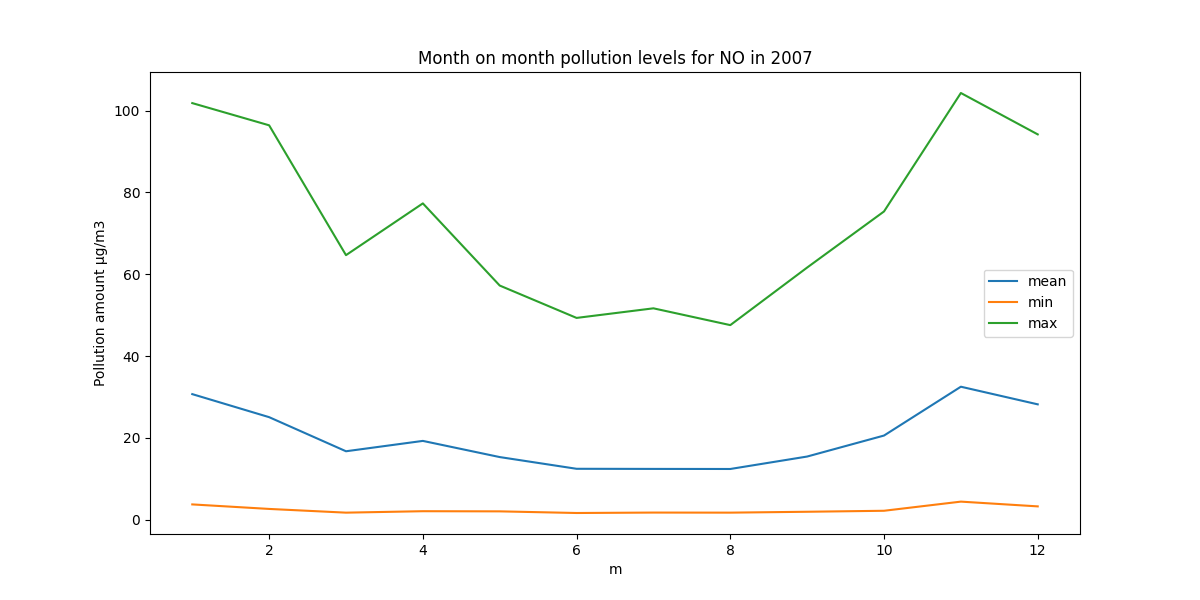 Month on month pollution levels for NO in 2007
Pollution amount µg/m3
100
80
60
40
20
0
mean
min
max
2 4 6 8 10 12
m